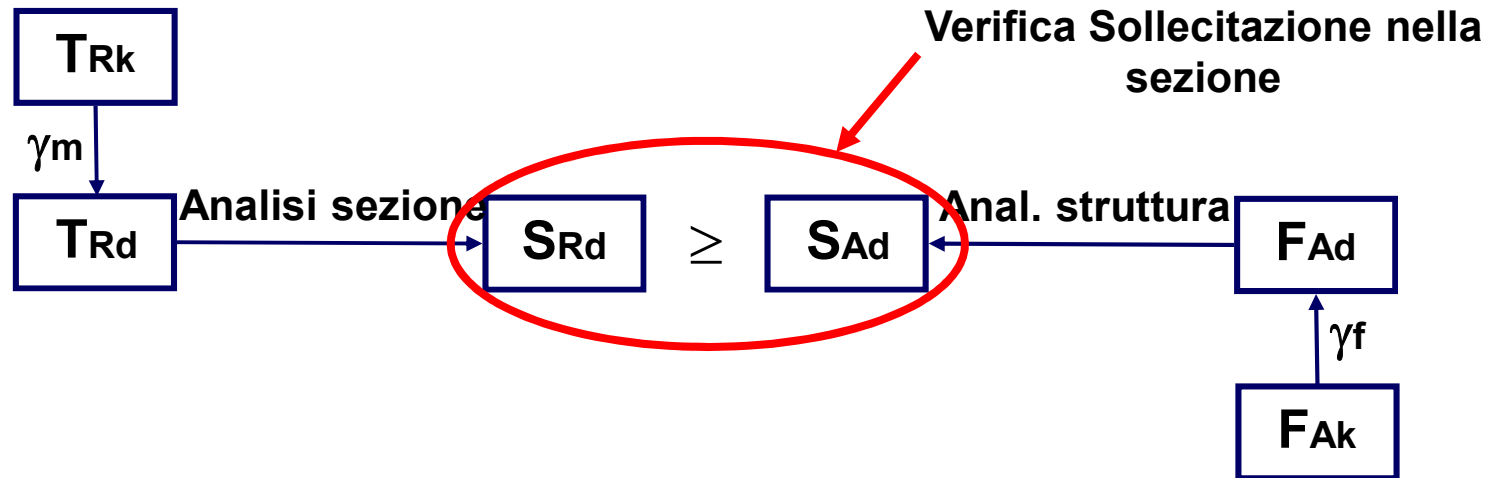 Verifica Sollecitazione nella
sezione
TRk
γm
TRd
Analisi sezione
SRd ≥ SAd
Anal. struttura
FAd
γf
FAk